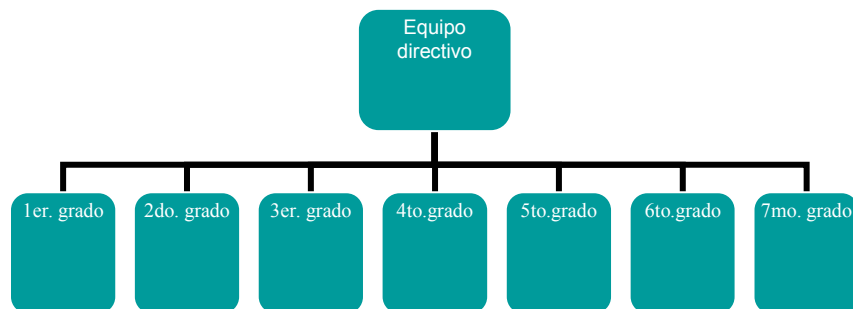 Equipo
directivo
1er. grado
2do. grado
3er. grado
4to.grado
5to.grado
6to.grado
7mo. grado